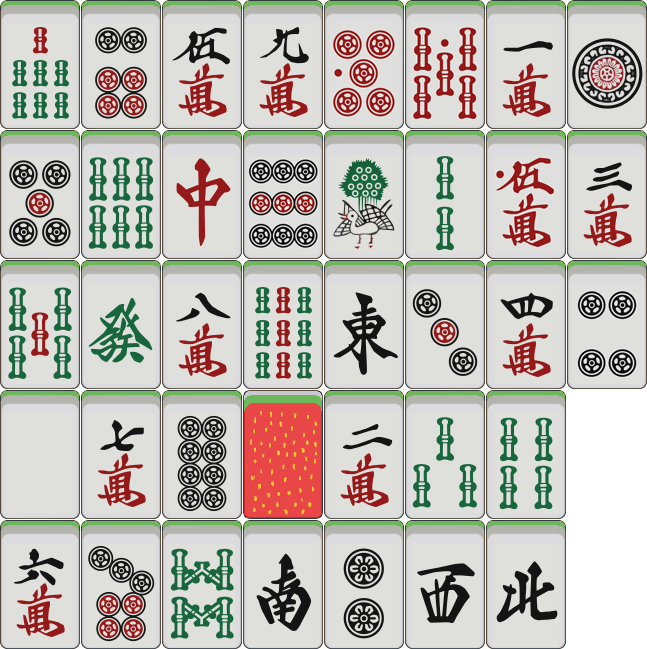 伍萬 九萬 一萬
中 伍萬 三萬
發 八萬 東 四萬
七萬 二萬
六萬 南 西 北